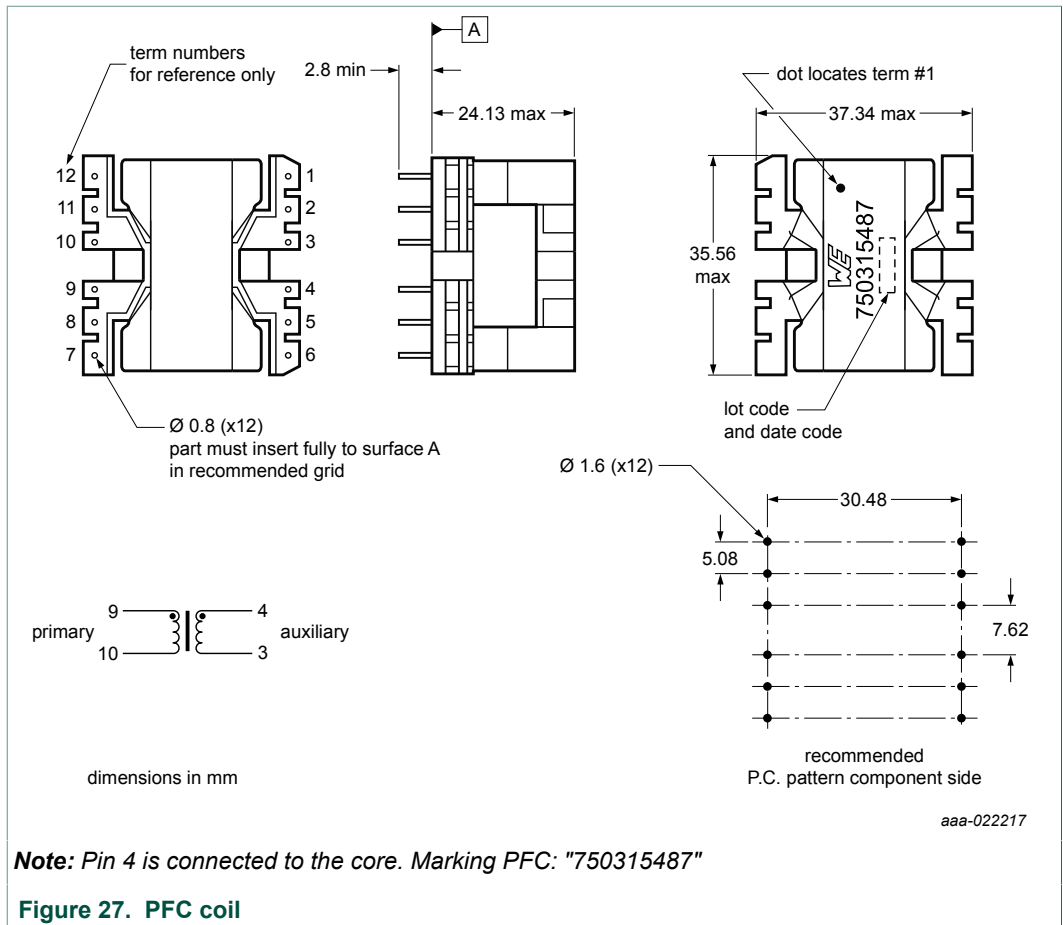 term numbers
for reference only
2.8 min
A
24.13 max
dot locates term #1
37.34 max
12
11
10
9
8
7
1
2
3
4
5
6
35.56
max
WE
750315487
lot code
and date code
Ø 0.8 (x12)
part must insert fully to surface A
in recommended grid
Ø 1.6 (x12)
30.48
5.08
7.62
primary
9
10
4
3
auxiliary
recommended
P.C. pattern component side
dimensions in mm
aaa-022217
Note: Pin 4 is connected to the core. Marking PFC: "750315487"
Figure 27. PFC coil